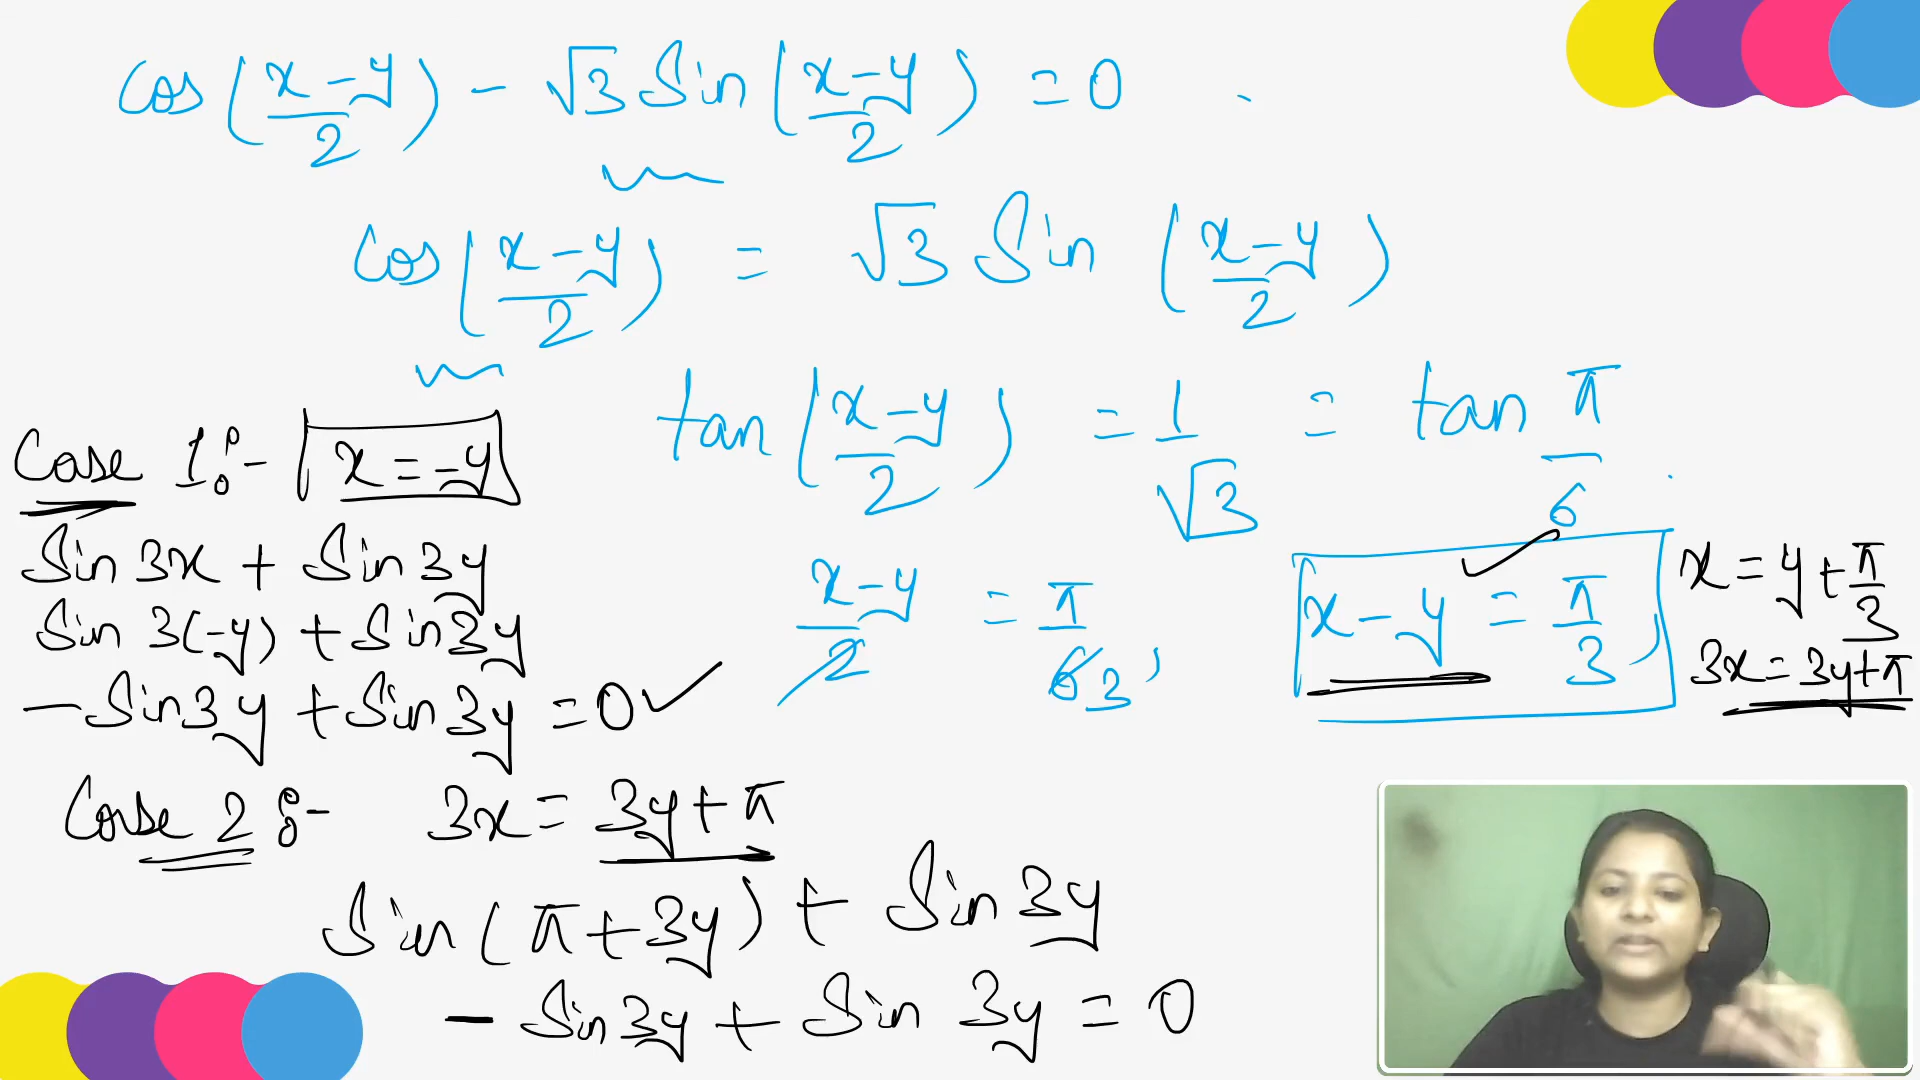 cos(x-y/2) - √3 Sin(x-y/2) = 0
cos(x-y/2) = √3 Sin(x-y/2)
tan(x-y/2) = 1/√3 = tan π/6
x-y/2 = π/6 3,
x-y = π/3,
x = y + π/3
3x = 3y+π
Case 1:- x = -y
Sin 3x + Sin 3y
Sin 3(-y) + Sin 3y
-Sin 3y + Sin 3y = 0 ✓
Case 2:- 3x = 3y+π
Sin(π+3y) + Sin 3y
- Sin 3y + Sin 3y = 0